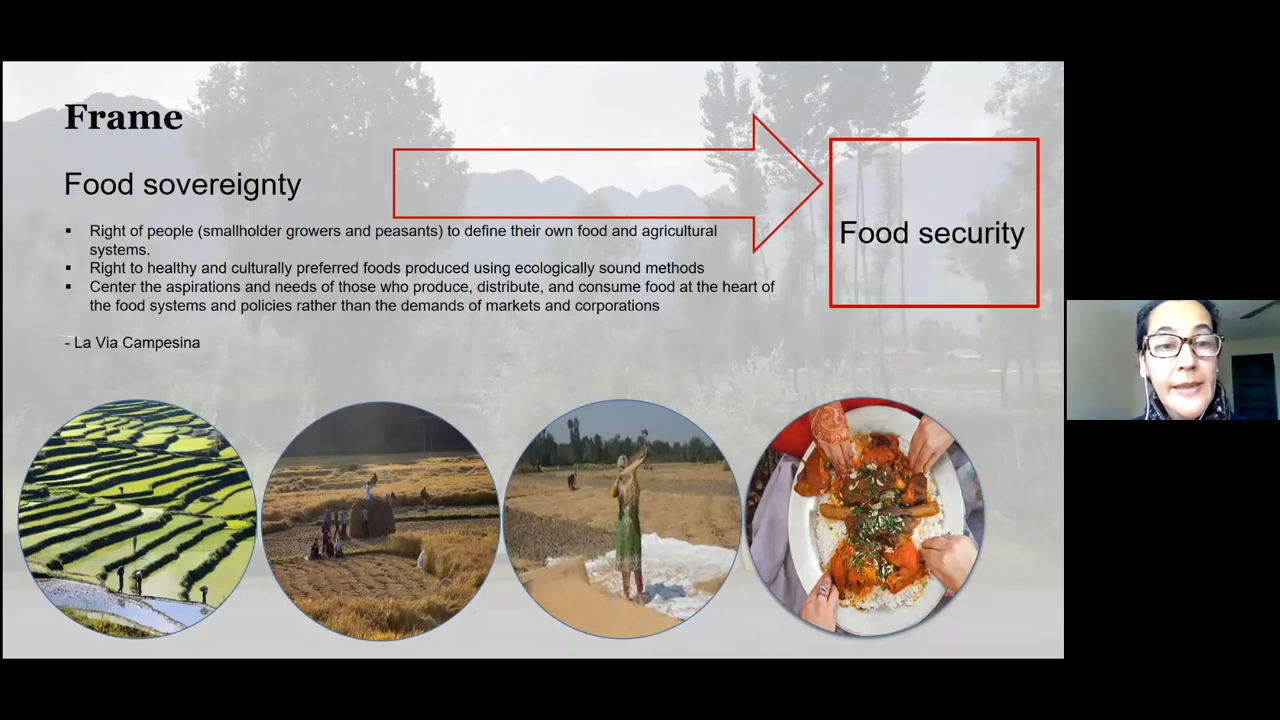 Frame
Food sovereignty
▪ Right of people (smallholder growers and peasants) to define their own food and agricultural
systems.
▪ Right to healthy and culturally preferred foods produced using ecologically sound methods
▪ Center the aspirations and needs of those who produce, distribute, and consume food at the heart of
the food systems and policies rather than the demands of markets and corporations
- La Via Campesina
Food security